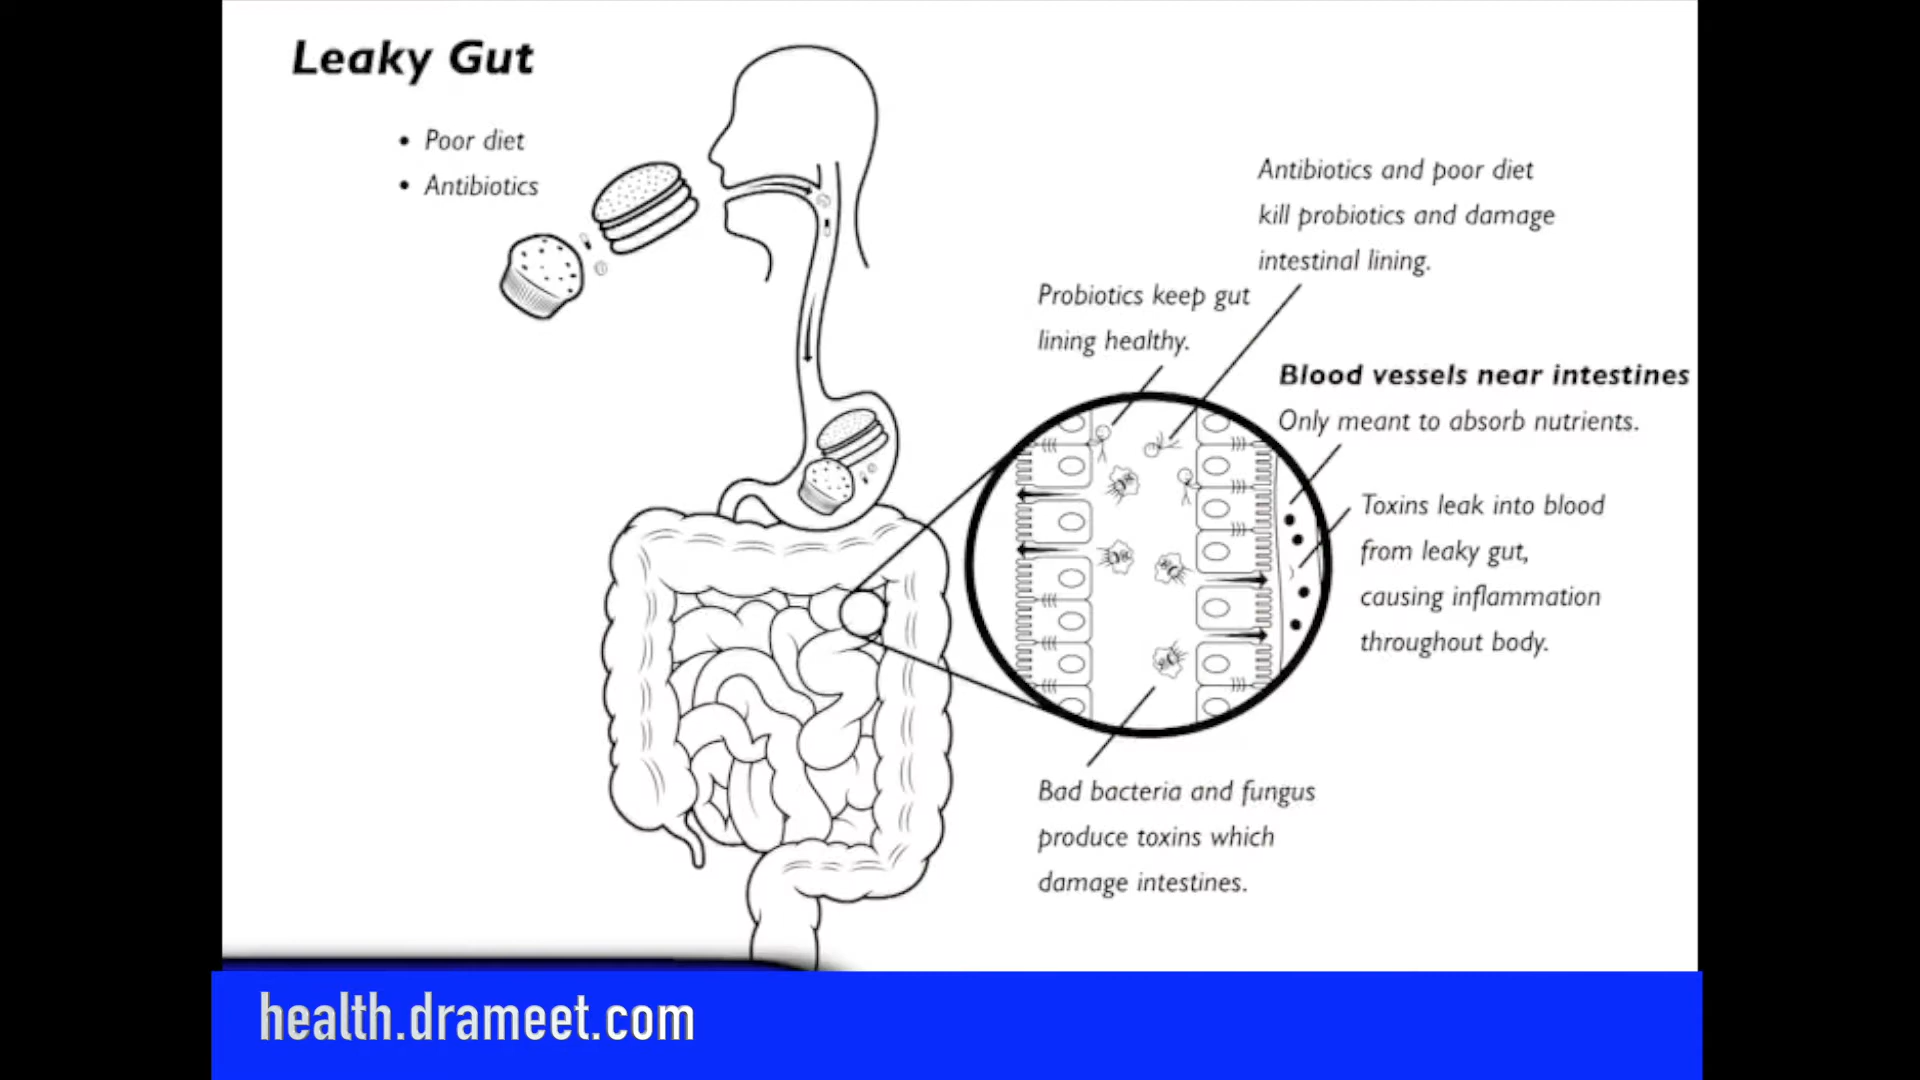 Leaky Gut
• Poor diet
• Antibiotics
Antibiotics and poor diet
kill probiotics and damage
intestinal lining.
Probiotics keep gut
lining healthy.
Blood vessels near intestines
Only meant to absorb nutrients.
Toxins leak into blood
from leaky gut,
causing inflammation
throughout body.
Bad bacteria and fungus
produce toxins which
damage intestines.
health.drameet.com